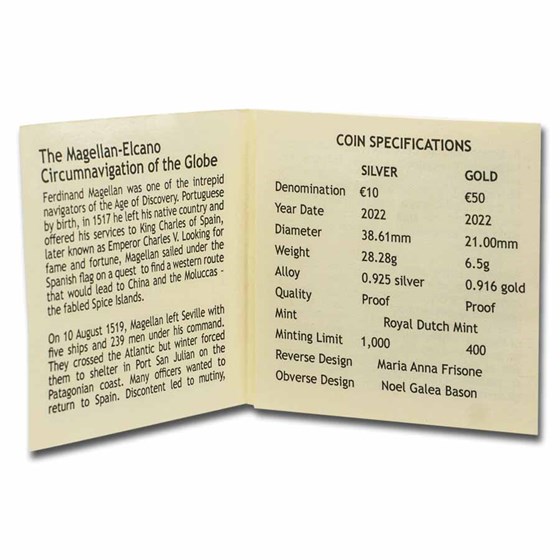 The Magellan-Elcano
Circumnavigation of the Globe
Ferdinand Magellan was one of the intrepid
navigators of the Age of Discovery. Portuguese
by birth, in 1517 he left his native country and
offered his services to King Charles of Spain,
later known as Emperor Charles V. Looking for
fame and fortune, Magellan sailed under the
Spanish flag on a quest to find a western route
that would lead to China and the Moluccas -
the fabled Spice Islands.
On 10 August 1519, Magellan left Seville with
five ships and 239 men under his command.
They crossed the Atlantic but winter forced
them to shelter in Port San Julian on the
Patagonian coast. Many officers wanted to
return to Spain. Discontent led to mutiny,
COIN SPECIFICATIONS
SILVER GOLD
Denomination €10 €50
Year Date 2022 2022
Diameter 38.61mm 21.00mm
Weight 28.28g 6.5g
Alloy 0.925 silver 0.916 gold
Quality Proof Proof
Mint Royal Dutch Mint
Minting Limit 1,000 400
Reverse Design Maria Anna Frisone
Obverse Design Noel Galea Bason